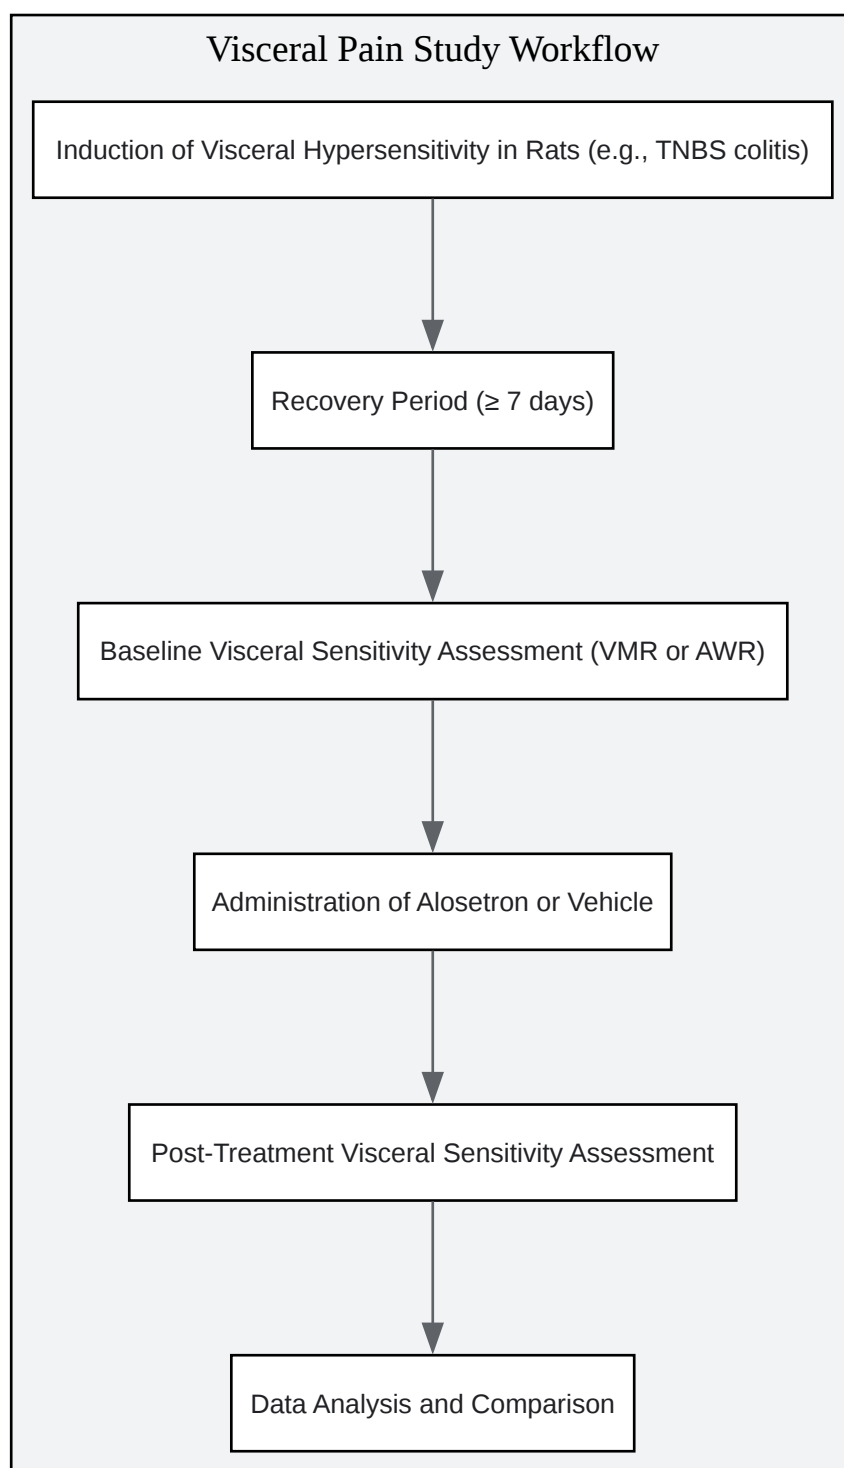 Visceral Pain Study Workflow
Induction of Visceral Hypersensitivity in Rats (e.g., TNBS colitis)
Recovery Period (≥ 7 days)
Baseline Visceral Sensitivity Assessment (VMR or AWR)
Administration of Alosetron or Vehicle
Post-Treatment Visceral Sensitivity Assessment
Data Analysis and Comparison